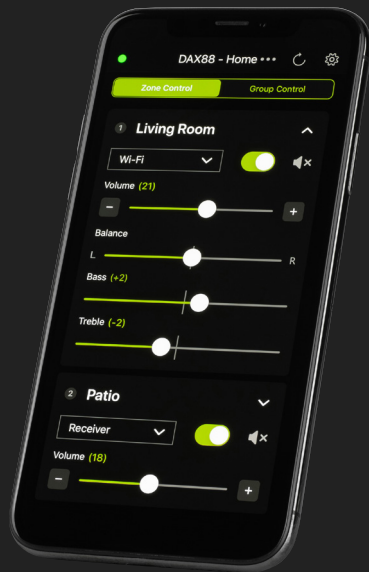 DAX88 - Home
Zone Control
Group Control
1 Living Room
Wi-Fi
Volume (21)
Balance
L R
Bass (+2)
Treble (-2)
2 Patio
Receiver
Volume (18)